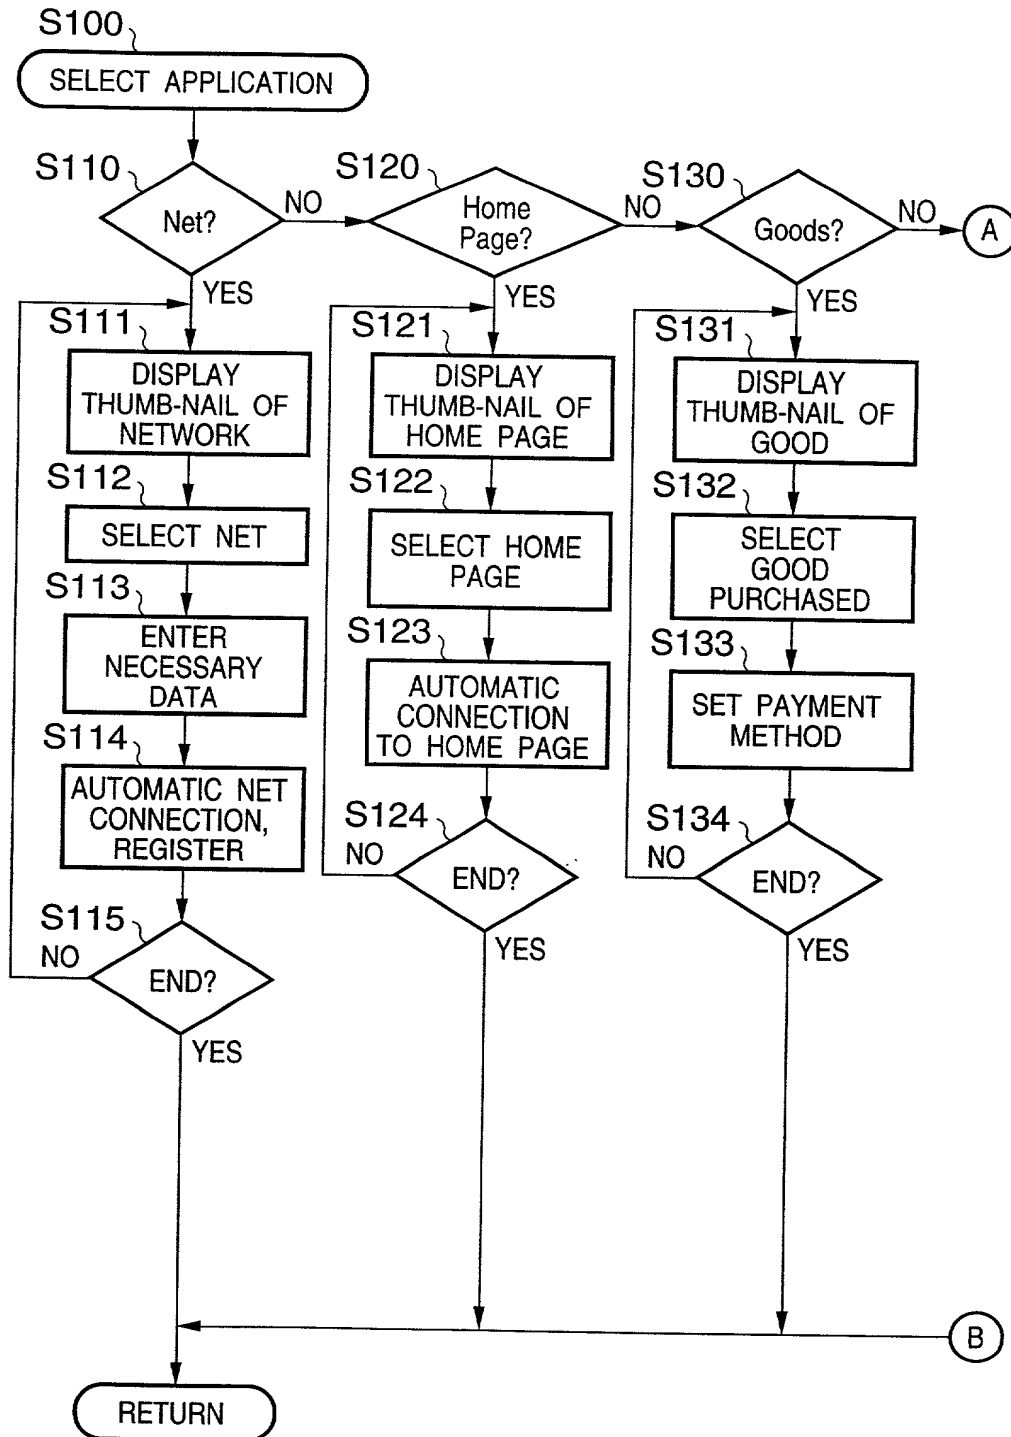 S100
SELECT APPLICATION
S110
Net?
NO
YES
S120
Home
Page?
NO
YES
S130
Goods?
NO
YES
A
S111
DISPLAY
THUMB-NAIL OF
NETWORK
S112
SELECT NET
S113
ENTER
NECESSARY
DATA
S114
AUTOMATIC NET
CONNECTION,
REGISTER
S115
END?
NO
YES
S121
DISPLAY
THUMB-NAIL OF
HOME PAGE
S122
SELECT HOME
PAGE
S123
AUTOMATIC
CONNECTION
TO HOME PAGE
S124
END?
NO
YES
S131
DISPLAY
THUMB-NAIL OF
GOOD
S132
SELECT
GOOD
PURCHASED
S133
SET PAYMENT
METHOD
S134
END?
NO
YES
B
RETURN